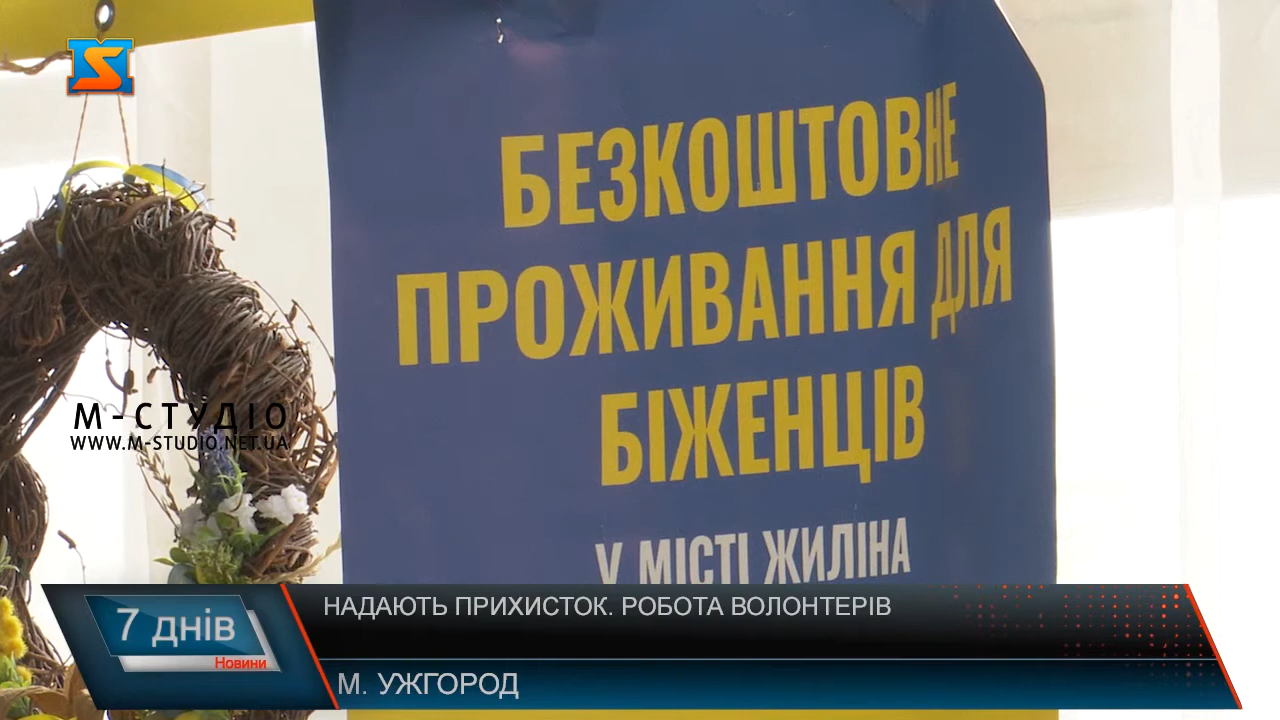 БЕЗКОШТОВНЕ
ПРОЖИВАННЯ ДЛЯ
БІЖЕНЦІВ
У МІСТІ ЖИЛІНА
М-СТУДІО
WWW.M-STUDIO.NET.UA
7 днів
Новини
НАДАЮТЬ ПРИХИСТОК. РОБОТА ВОЛОНТЕРІВ
М. УЖГОРОД